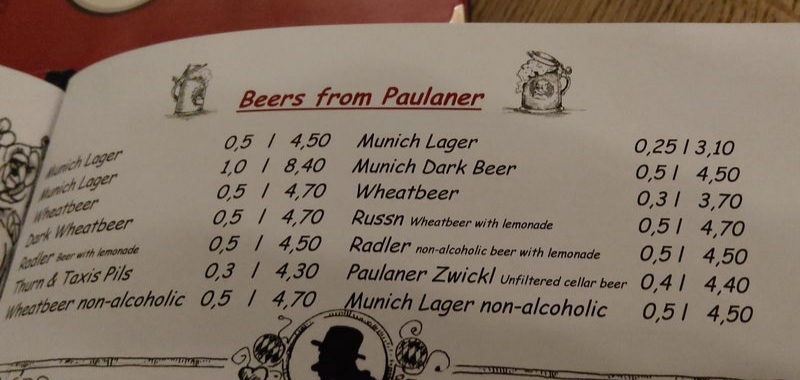 Beers from Paulaner
Munich Lager 0,5 l 4,50
Munich Lager 1,0 l 8,40
Wheatbeer 0,5 l 4,70
Dark Wheatbeer 0,5 l 4,70
Radler Beer with lemonade 0,5 l 4,50
Thurn & Taxis Pils 0,3 l 4,30
Wheatbeer non-alcoholic 0,5 l 4,70
Munich Lager 0,25 l 3,10
Munich Dark Beer 0,5 l 4,50
Wheatbeer 0,3 l 3,70
Russn Wheatbeer with lemonade 0,5 l 4,70
Radler non-alcoholic beer with lemonade 0,5 l 4,50
Paulaner Zwickl Unfiltered cellar beer 0,4 l 4,40
Munich Lager non-alcoholic 0,5 l 4,50